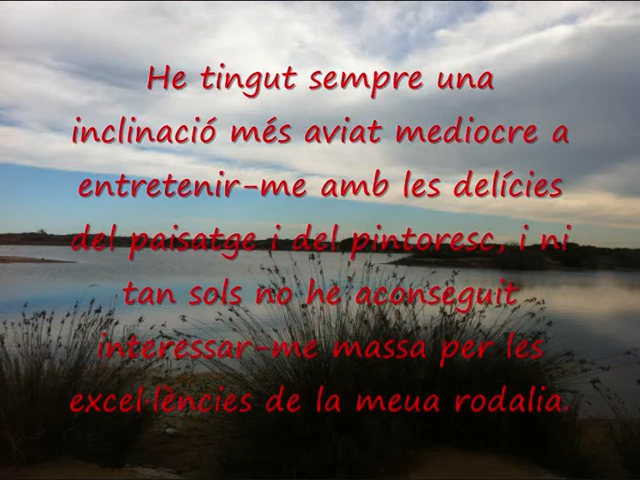 He tingut sempre una
inclinació més aviat mediocre a
entretenir-me amb les delícies
del paisatge i del pintoresc, i ni
tan sols no he aconseguit
interessar-me massa per les
excel·lències de la meua rodalia.